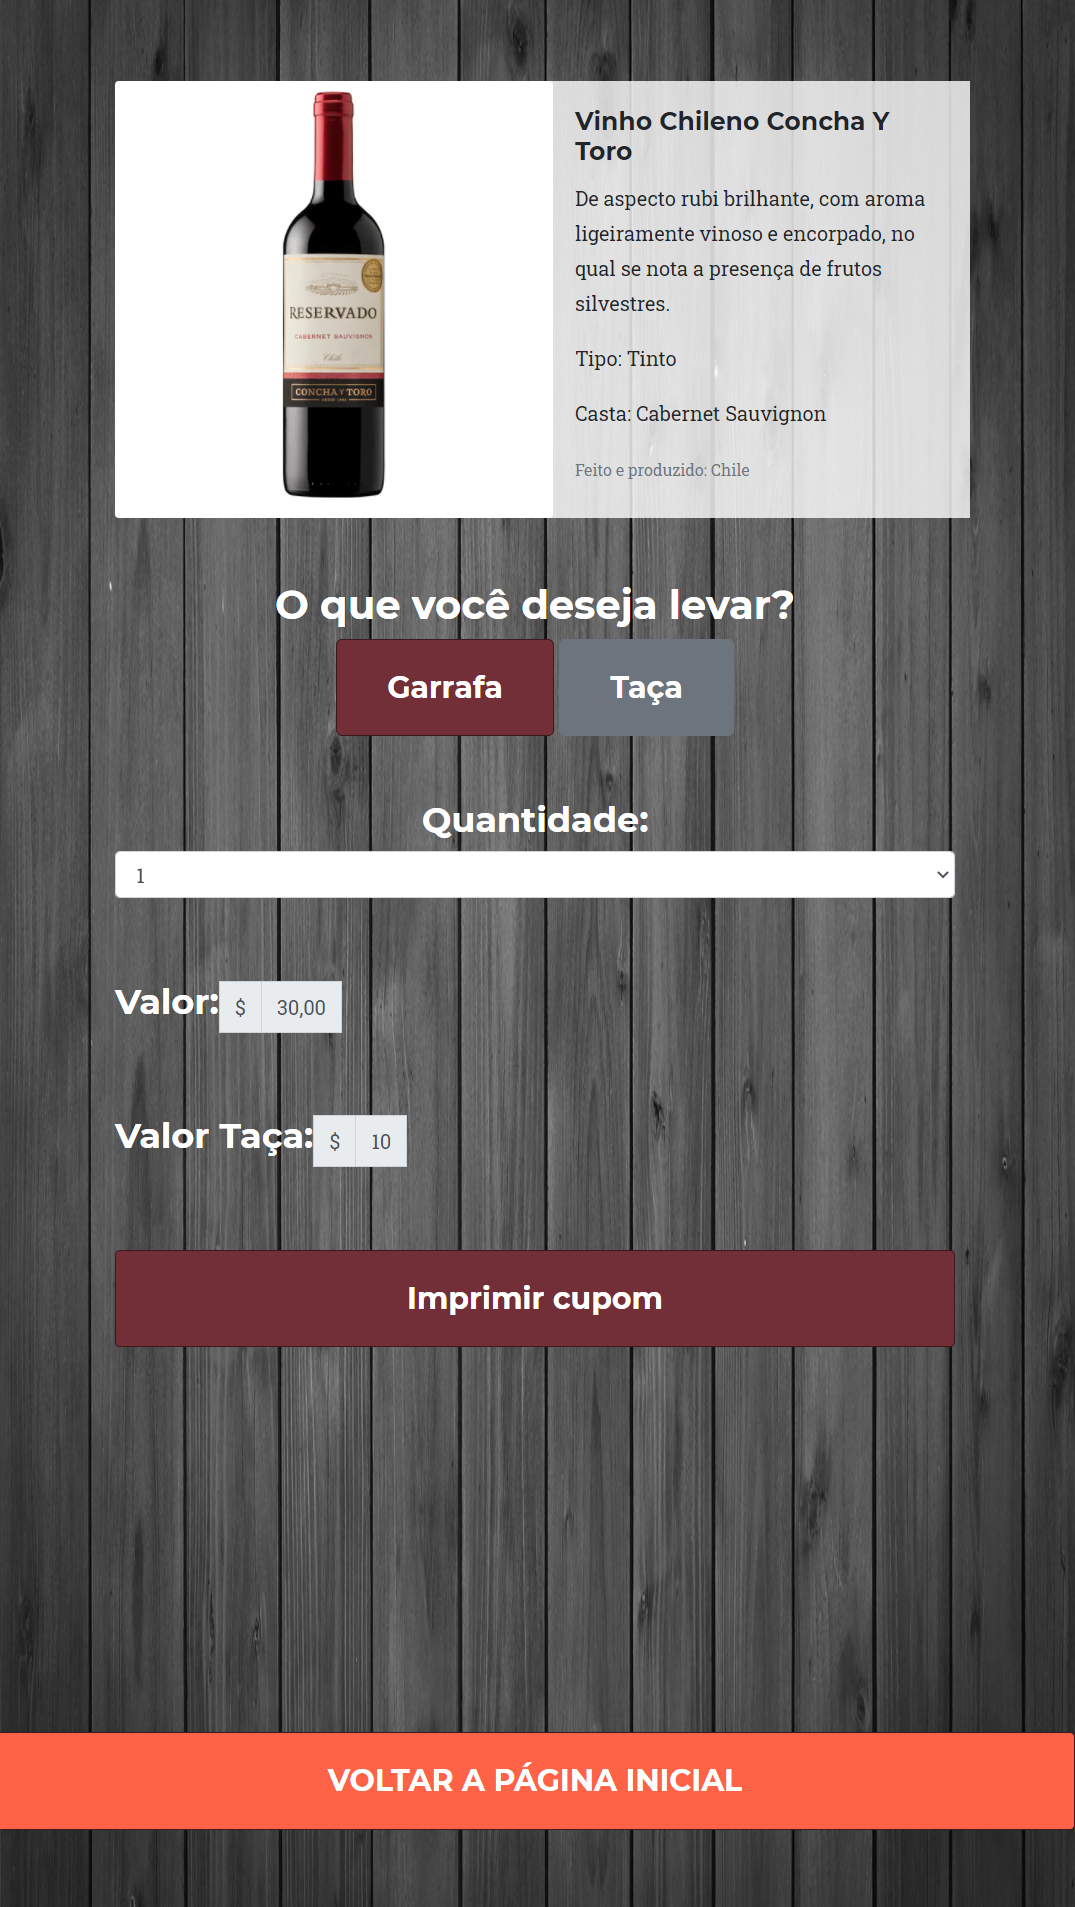 RESERVADO
CABERNET SAUVIGNON
Chile
CONCHA Y TORO
Vinho Chileno Concha Y
Toro
De aspecto rubi brilhante, com aroma
ligeiramente vinoso e encorpado, no
qual se nota a presença de frutos
silvestres.
Tipo: Tinto
Casta: Cabernet Sauvignon
Feito e produzido: Chile
O que você deseja levar?
Garrafa Taça
Quantidade:
1
Valor: $ 30,00
Valor Taça: $ 10
Imprimir cupom
VOLTAR A PÁGINA INICIAL